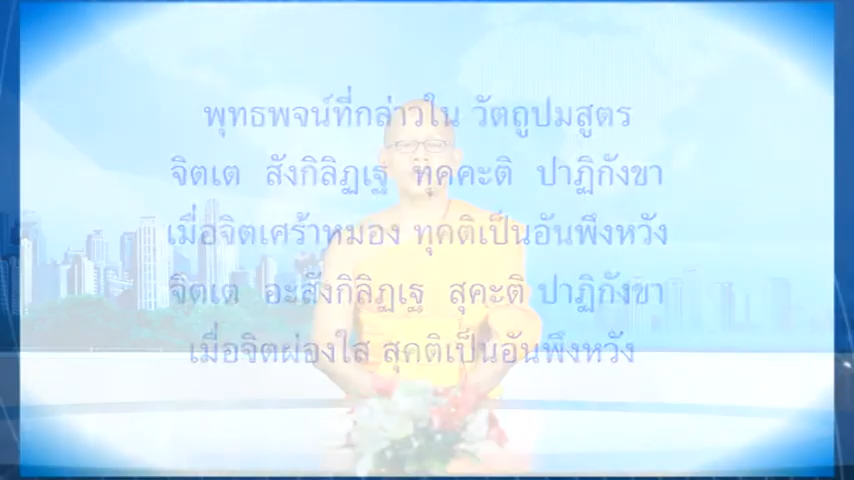 พุทธพจน์ที่กล่าวใน วัตถูปมสูตร
จิตเต สังกิลิฏเฐ ทุคคะติ ปาฏิกังขา
เมื่อจิตเศร้าหมอง ทุคติเป็นอันพึงหวัง
จิตเต อะสังกิลิฏเฐ สุคะติ ปาฏิกังขา
เมื่อจิตผ่องใส สุคติเป็นอันพึงหวัง